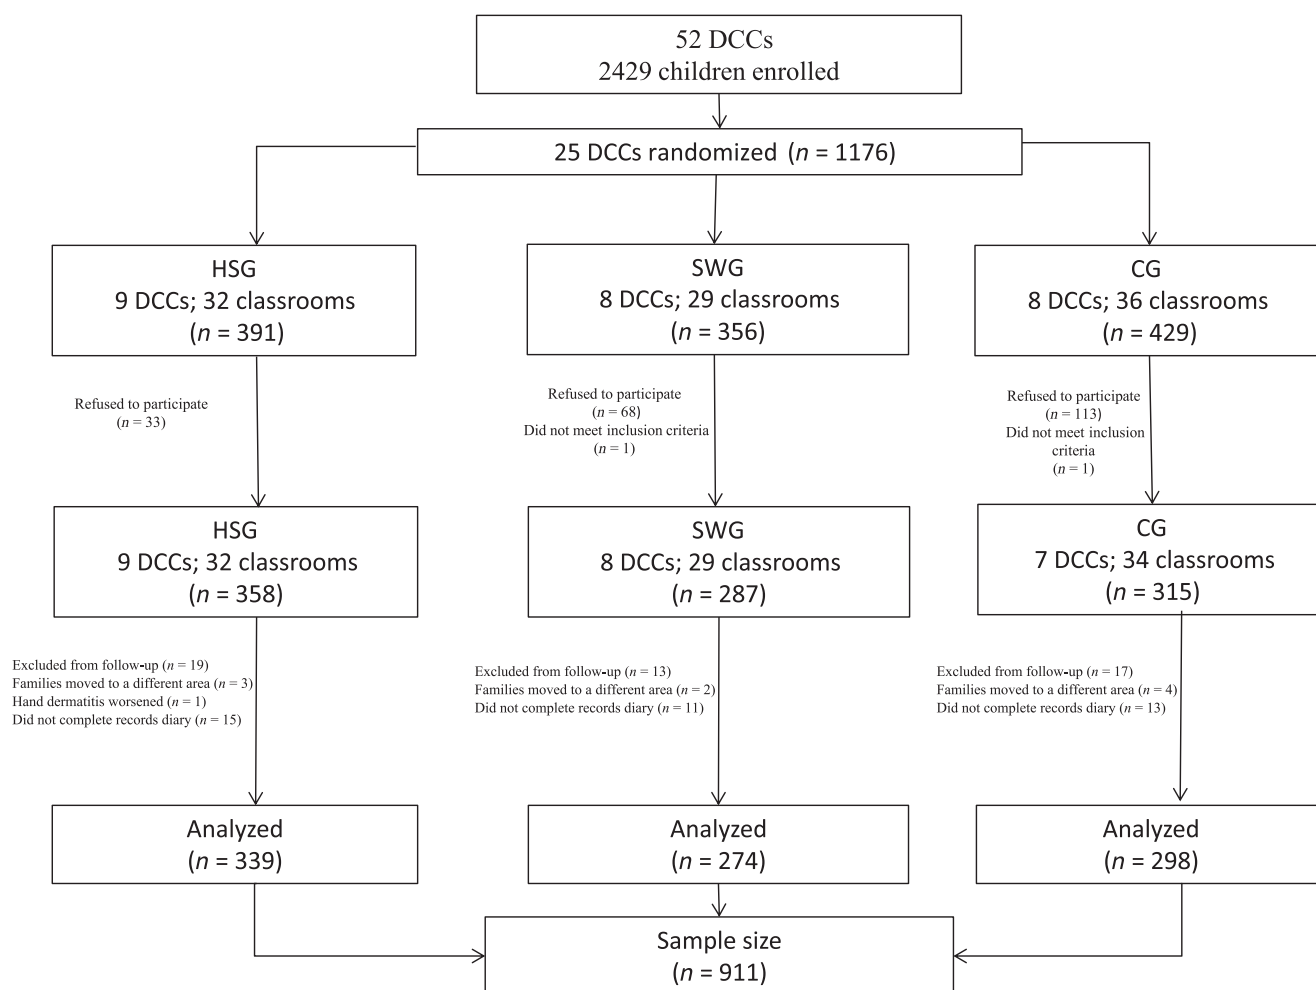 52 DCCs
2429 children enrolled
25 DCCs randomized (n = 1176)
HSG
9 DCCs; 32 classrooms
(n = 391)
SWG
8 DCCs; 29 classrooms
(n = 356)
CG
8 DCCs; 36 classrooms
(n = 429)
Refused to participate
(n = 33)
Refused to participate
(n = 68)
Did not meet inclusion criteria
(n = 1)
Refused to participate
(n = 113)
Did not meet inclusion
criteria
(n = 1)
HSG
9 DCCs; 32 classrooms
(n = 358)
SWG
8 DCCs; 29 classrooms
(n = 287)
CG
7 DCCs; 34 classrooms
(n = 315)
Excluded from follow-up (n = 19)
Families moved to a different area (n = 3)
Hand dermatitis worsened (n = 1)
Did not complete records diary (n = 15)
Excluded from follow-up (n = 13)
Families moved to a different area (n = 2)
Did not complete records diary (n = 11)
Excluded from follow-up (n = 17)
Families moved to a different area (n = 4)
Did not complete records diary (n = 13)
Analyzed
(n = 339)
Analyzed
(n = 274)
Analyzed
(n = 298)
Sample size
(n = 911)